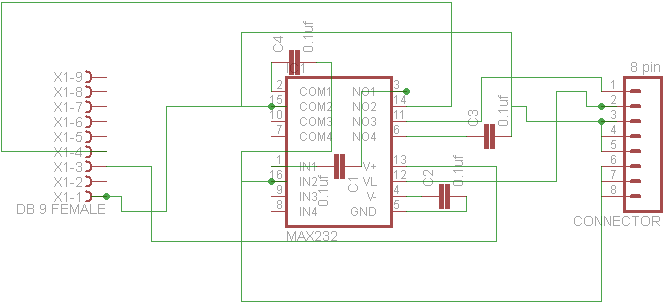 C4
0.1uf
8 pin
X1-9
X1-8
X1-7
X1-6
X1-5
X1-4
X1-3
X1-2
X1-1
DB 9 FEMALE
2 COM1 NO1 3
15 COM2 NO2 14
10 COM3 NO3 11
7 COM4 NO4 6
1 IN1 V+ 13
16 IN2 VL 12
9 IN3 V- 4
8 IN4 GND 5
MAX232
C1
0.1uf
C2
0.1uf
C3
0.1uf
1
2
3
4
5
6
7
8
CONNECTOR